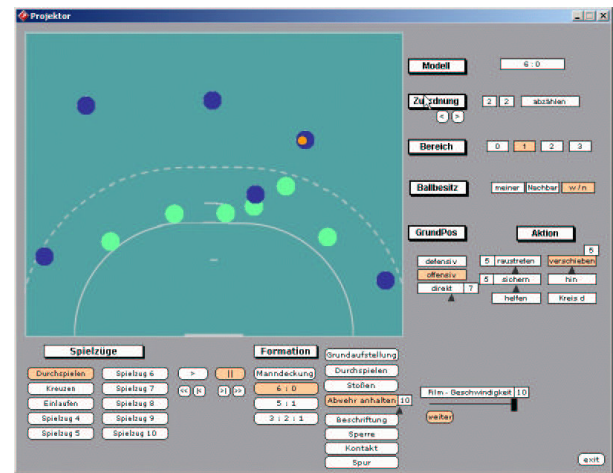 Projektor
Modell
6 : 0
Zuordnung
2 2 abzählen
< >
Bereich
0 1 2 3
Ballbesitz
meiner Nachbar w / n
GrundPos
Aktion
5
defensiv
5 raustreten verschieben
offensiv
5 sichern hin
direkt 7
helfen Kreis d
Spielzüge
Formation
Grundaufstellung
Durchspielen Spielzug 6 > || Manndeckung Durchspielen
Kreuzen Spielzug 7 << |< >| >> 6 : 0 Stoßen
Einlaufen Spielzug 8 5 : 1 Abwehr anhalten 10
Spielzug 4 Spielzug 9 3 : 2 : 1 Beschriftung
Spielzug 5 Spielzug 10 Sperre
Kontakt
Spur
Film - Geschwindigkeit 10
weiter
exit